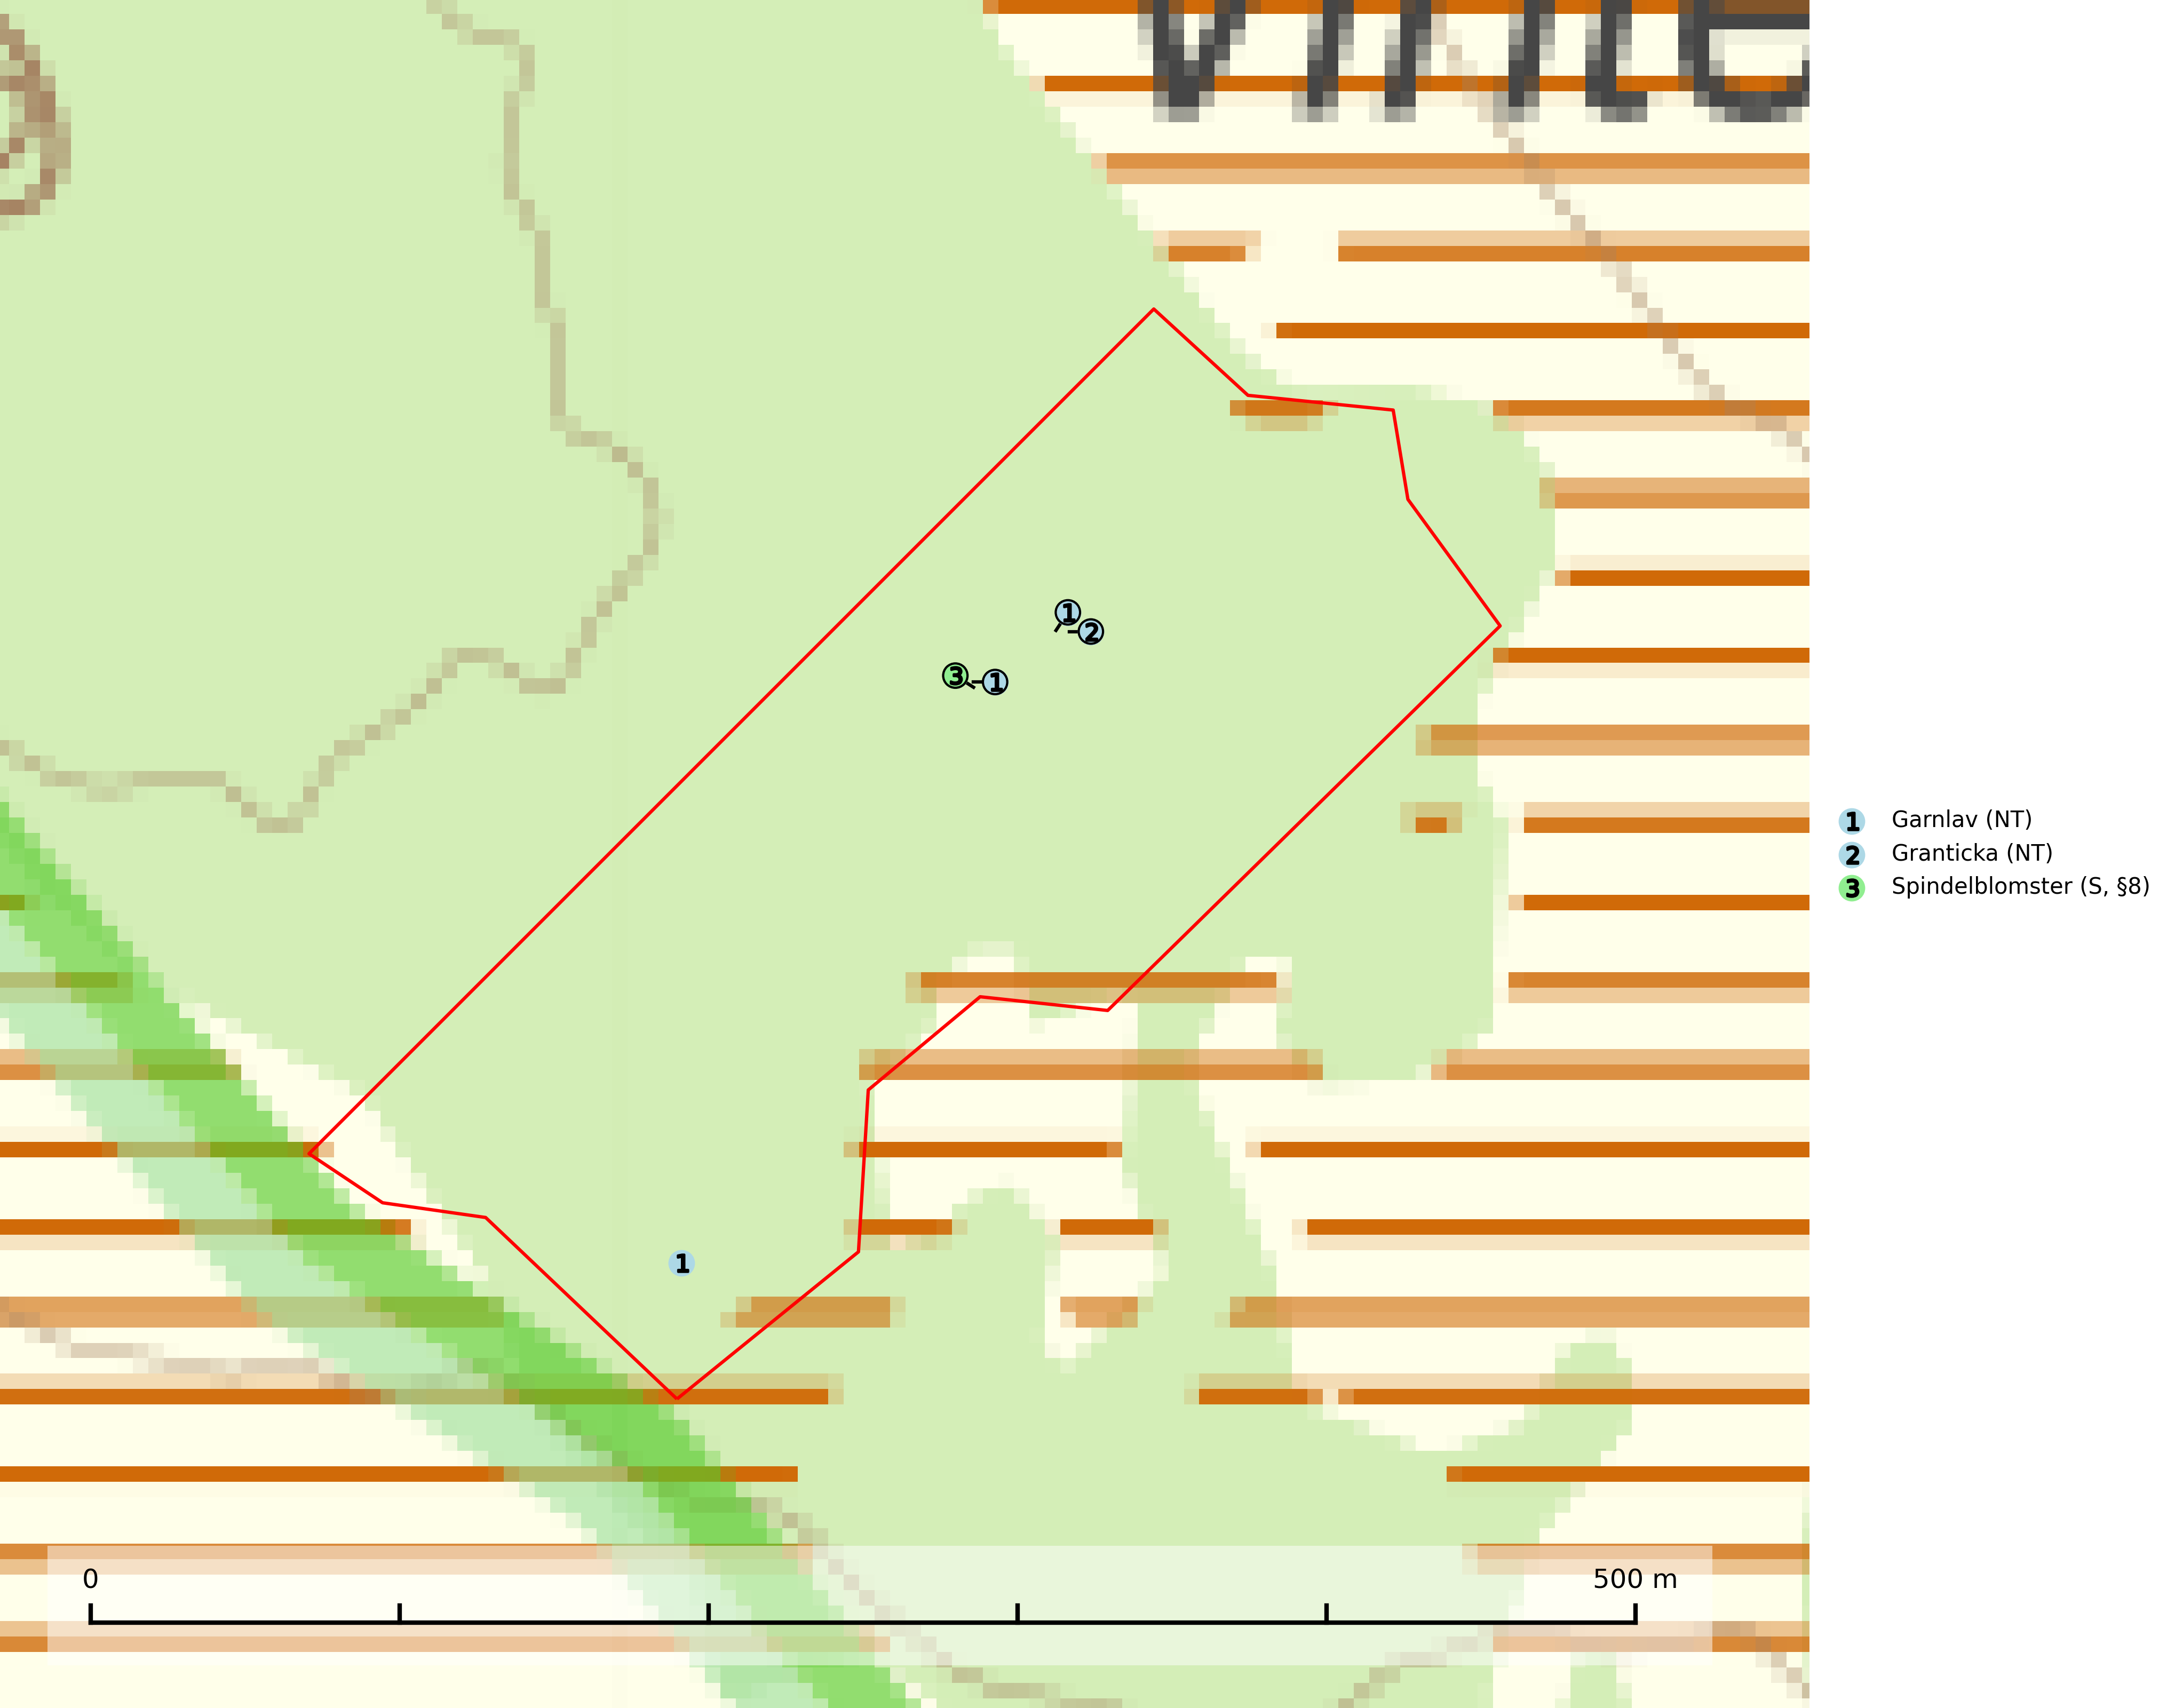 1
2
3 1
1
1 Garnlav (NT)
2 Granticka (NT)
3 Spindelblomster (S, §8)
0 500 m